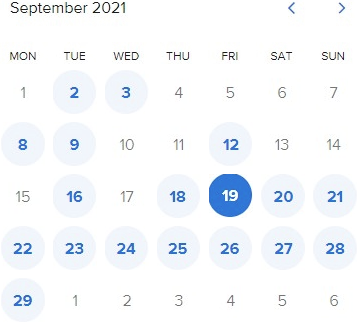 September 2021
MON TUE WED THU FRI SAT SUN
1 2 3 4 5 6 7
8 9 10 11 12 13 14
15 16 17 18 19 20 21
22 23 24 25 26 27 28
29 1 2 3 4 5 6